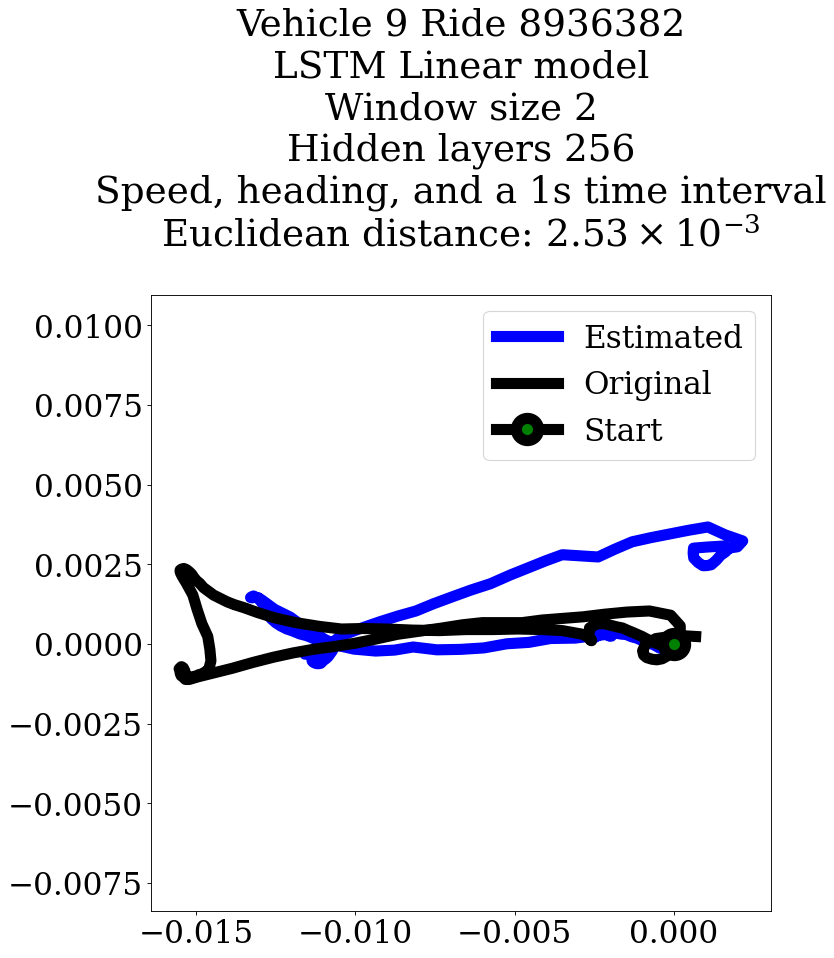 Vehicle 9 Ride 8936382
LSTM Linear model
Window size 2
Hidden layers 256
Speed, heading, and a 1s time interval
Euclidean distance: 2.53 × 10⁻³
0.0100
0.0075
0.0050
0.0025
0.0000
−0.0025
−0.0050
−0.0075
Estimated
Original
Start
−0.015
−0.010
−0.005
0.000